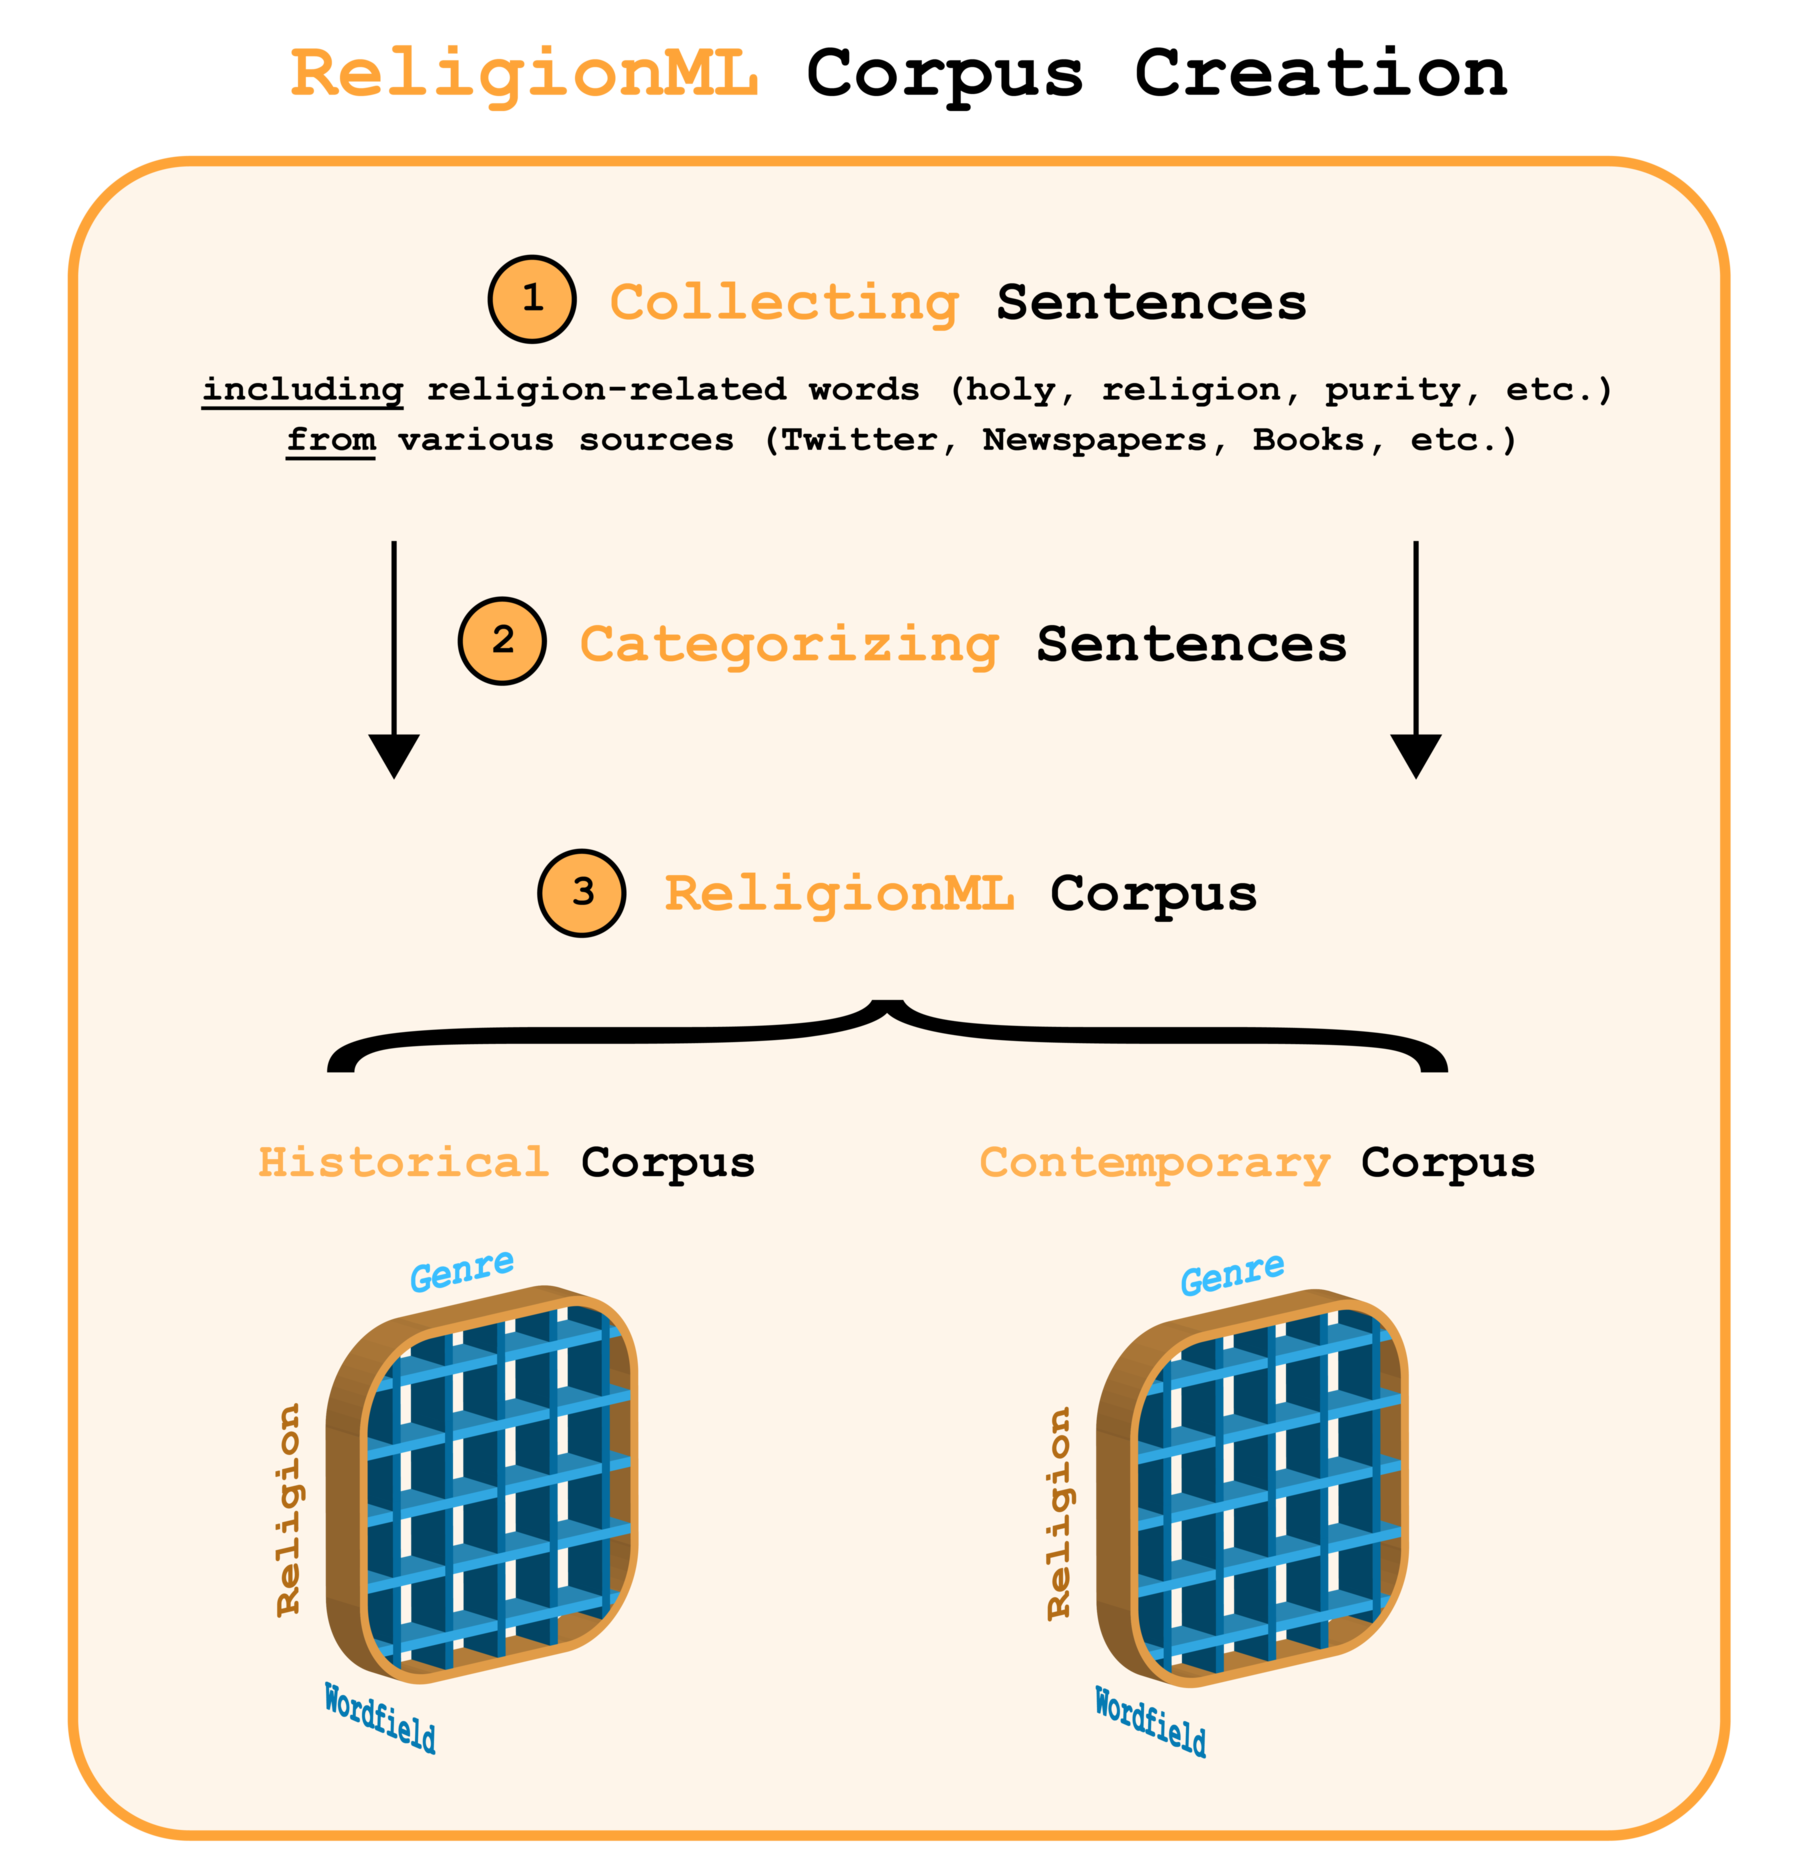 ReligionML Corpus Creation
1 Collecting Sentences
including religion-related words (holy, religion, purity, etc.)
from various sources (Twitter, Newspapers, Books, etc.)
2 Categorizing Sentences
3 ReligionML Corpus
Historical Corpus
Genre
Religion
Wordfield
Contemporary Corpus
Genre
Religion
Wordfield